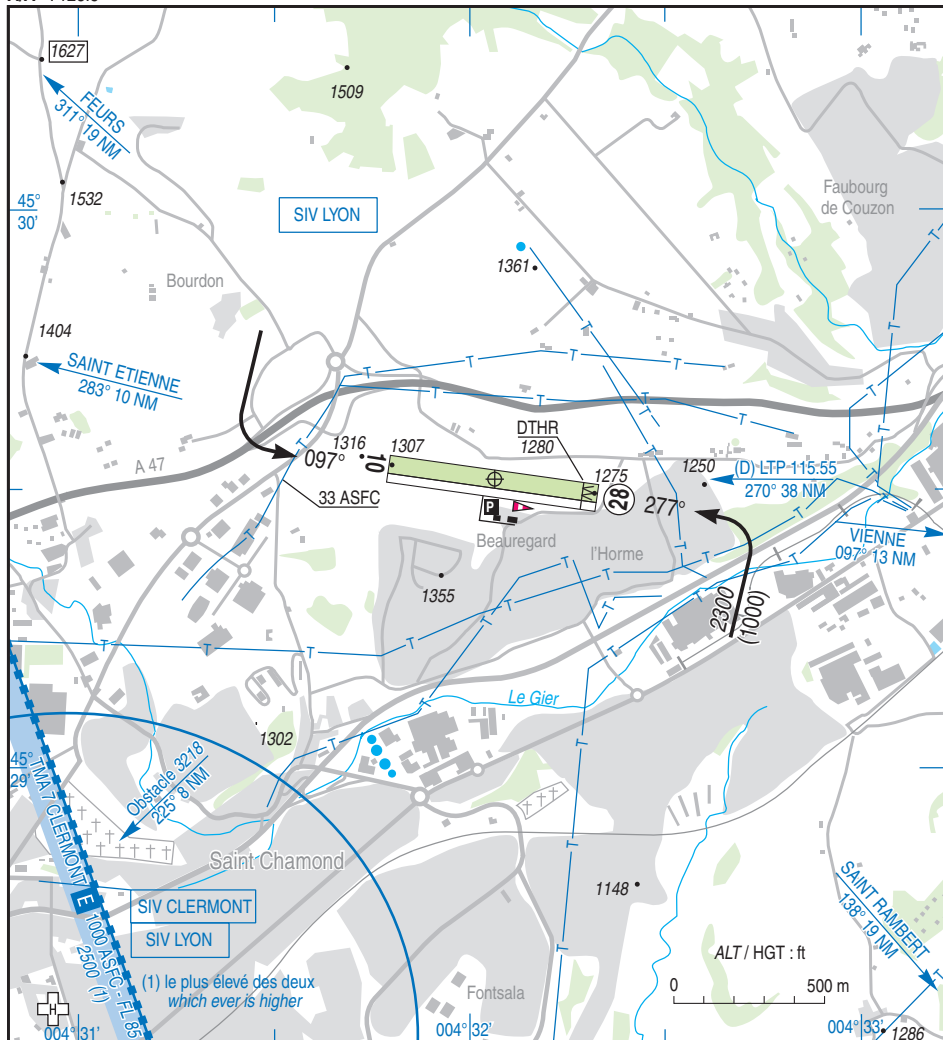 1627
FEURS
311° 19 NM
1509
1532
45°
30'
SIV LYON
Faubourg
de Couzon
1361
Bourdon
1404
SAINT ETIENNE
283° 10 NM
T
T
T
T
T
T
T
T
T
T
T
T
A 47
097°
1316
10
1307
DTHR
1280
1275
28
277°
1250
(D) LTP 115.55
270° 38 NM
33 ASFC
P
Beauregard
l'Horme
VIENNE
097° 13 NM
1355
2300
(1000)
T
T
T
T
T
T
T
T
T
T
T
T
Le Gier
1302
45°
29'
Obstacle 3218
225° 8 NM
TMA 7 CLERMONT E 1000 ASFC - FL 85
2500 (1)
Saint Chamond
SIV CLERMONT
SIV LYON
(1) le plus élevé des deux
which ever is higher
1148
SAINT RAMBERT
138° 19 NM
ALT / HGT : ft
0 500 m
Fontsala
H
004° 31'
004° 32'
004° 33'
1286